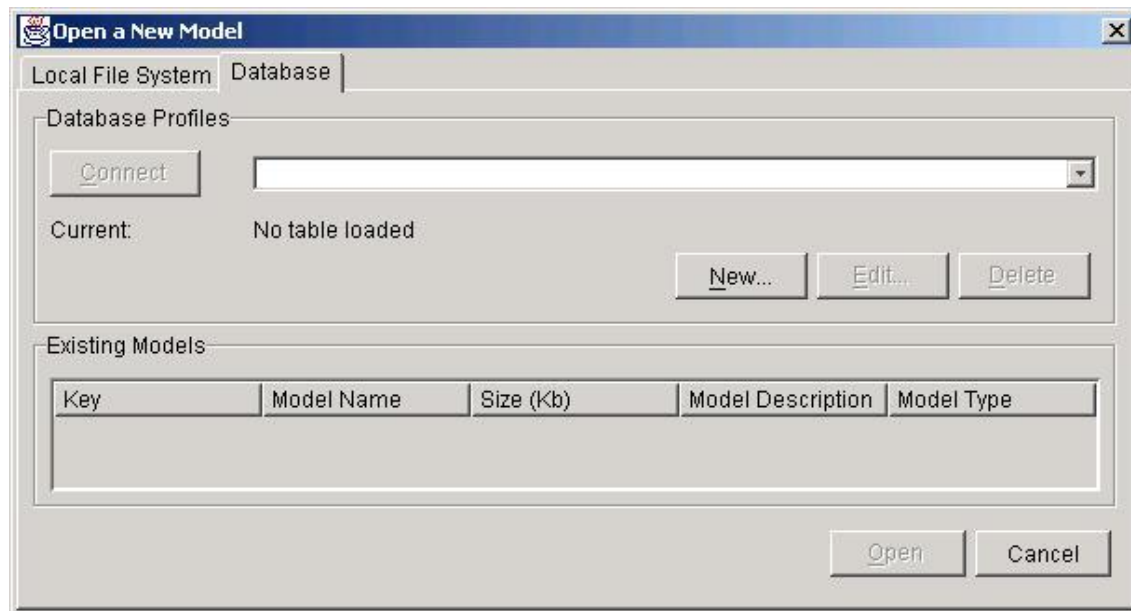 Open a New Model
Local File System Database
Database Profiles
Connect
Current: No table loaded
New... Edit... Delete
Existing Models
Key Model Name Size (Kb) Model Description Model Type
Open Cancel